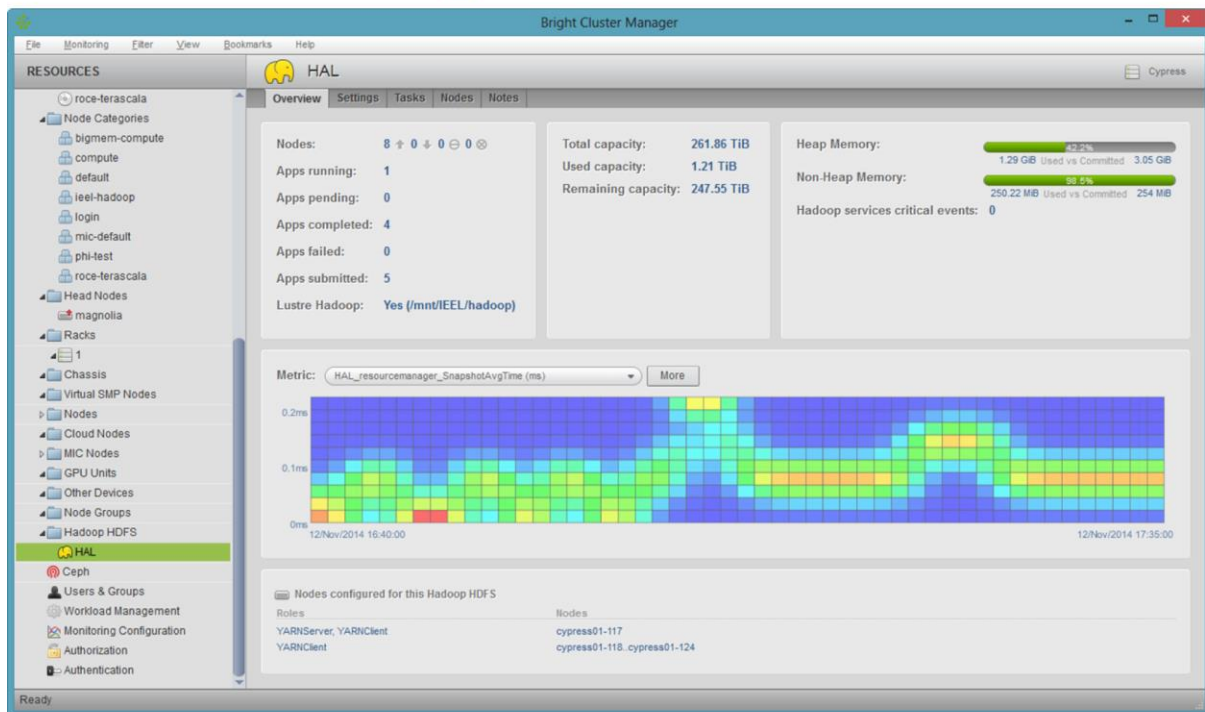 Bright Cluster Manager
File Monitoring Filter View Bookmarks Help
RESOURCES
HAL
Cypress
roce-terascala
Node Categories
bigmem-compute
compute
default
ieel-hadoop
login
mic-default
phi-test
roce-terascala
Head Nodes
magnolia
Racks
1
Chassis
Virtual SMP Nodes
Nodes
Cloud Nodes
MIC Nodes
GPU Units
Other Devices
Node Groups
Hadoop HDFS
HAL
Ceph
Users & Groups
Workload Management
Monitoring Configuration
Authorization
Authentication
Overview Settings Tasks Nodes Notes
Nodes: 8 0 0 0
Apps running: 1
Apps pending: 0
Apps completed: 4
Apps failed: 0
Apps submitted: 5
Lustre Hadoop: Yes (/mnt/IEEL/hadoop)
Total capacity: 261.86 TiB
Used capacity: 1.21 TiB
Remaining capacity: 247.55 TiB
Heap Memory: 42.2%
1.29 GiB Used vs Committed 3.05 GiB
Non-Heap Memory: 98.5%
250.22 MiB Used vs Committed 254 MiB
Hadoop services critical events: 0
Metric: HAL_resourcemanager_SnapshotAvgTime (ms) More
0.2ms
0.1ms
0ms
12/Nov/2014 16:40:00 12/Nov/2014 17:35:00
Nodes configured for this Hadoop HDFS
Roles Nodes
YARNServer, YARNClient cypress01-117
YARNClient cypress01-118..cypress01-124
Ready